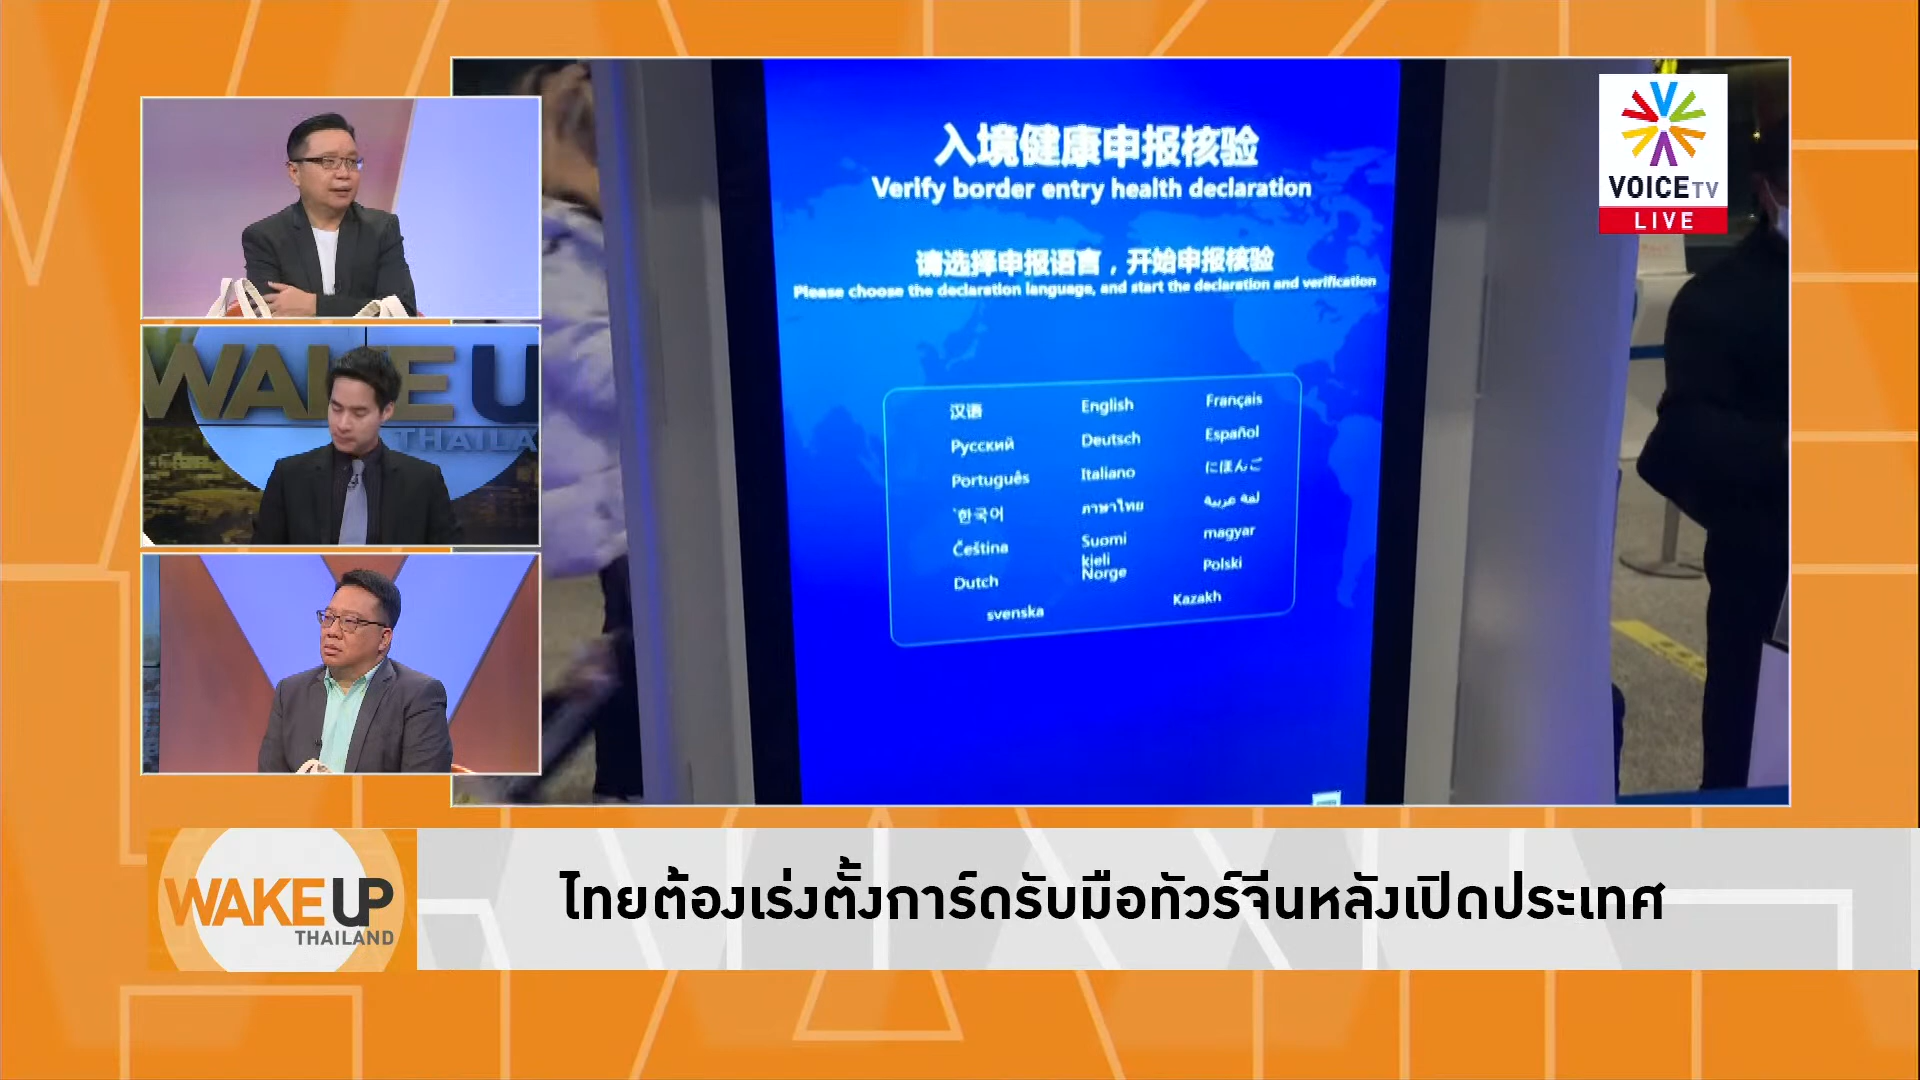 VOICE TV
LIVE
入境健康申报核验
Verify border entry health declaration
请选择申报语言，开始申报核验
Please choose the declaration language, and start the declaration and verification
汉语 English Français
Русский Deutsch Español
Português Italiano にほんご
`한국어 ภาษาไทย لغة عربية
Čeština Suomi kieli magyar
Dutch Norge Polski
svenska Kazakh
WAKE U
THAILA
WAKE UP
THAILAND
ไทยต้องเร่งตั้งการ์ดรับมือทัวร์จีนหลังเปิดประเทศ